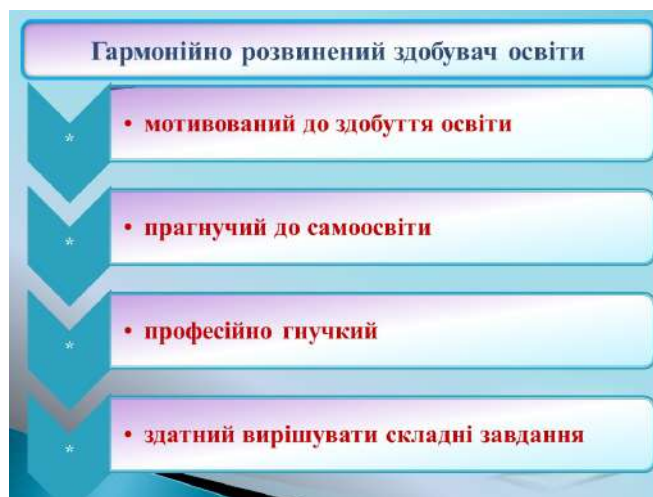 Гармонійно розвинений здобувач освіти
* • мотивований до здобуття освіти
* • прагнучий до самоосвіти
* • професійно гнучкий
* • здатний вирішувати складні завдання